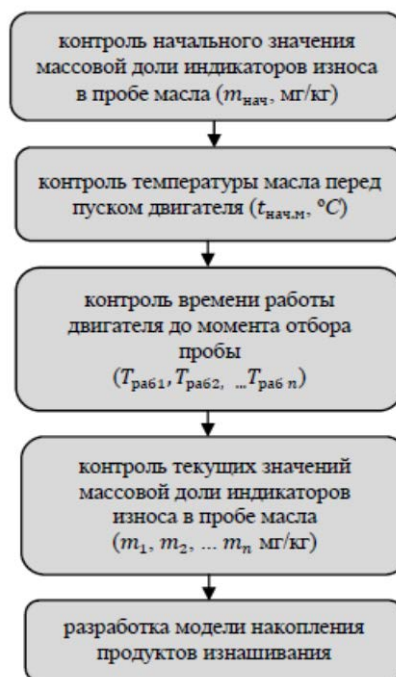 контроль начального значения
массовой доли индикаторов износа
в пробе масла (mнач, мг/кг)
контроль температуры масла перед
пуском двигателя (tнач.м, °C)
контроль времени работы
двигателя до момента отбора
пробы
(Tраб1, Tраб2, ...Tраб n)
контроль текущих значений
массовой доли индикаторов
износа в пробе масла
(m1, m2, ... mn мг/кг)
разработка модели накопления
продуктов изнашивания